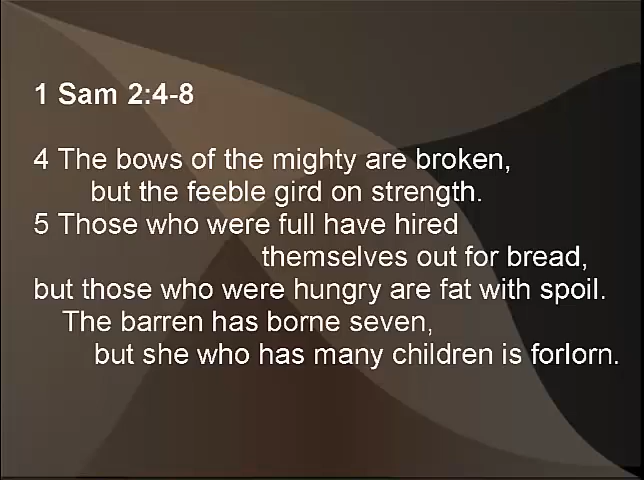 1 Sam 2:4-8
4 The bows of the mighty are broken,
but the feeble gird on strength.
5 Those who were full have hired
themselves out for bread,
but those who were hungry are fat with spoil.
The barren has borne seven,
but she who has many children is forlorn.